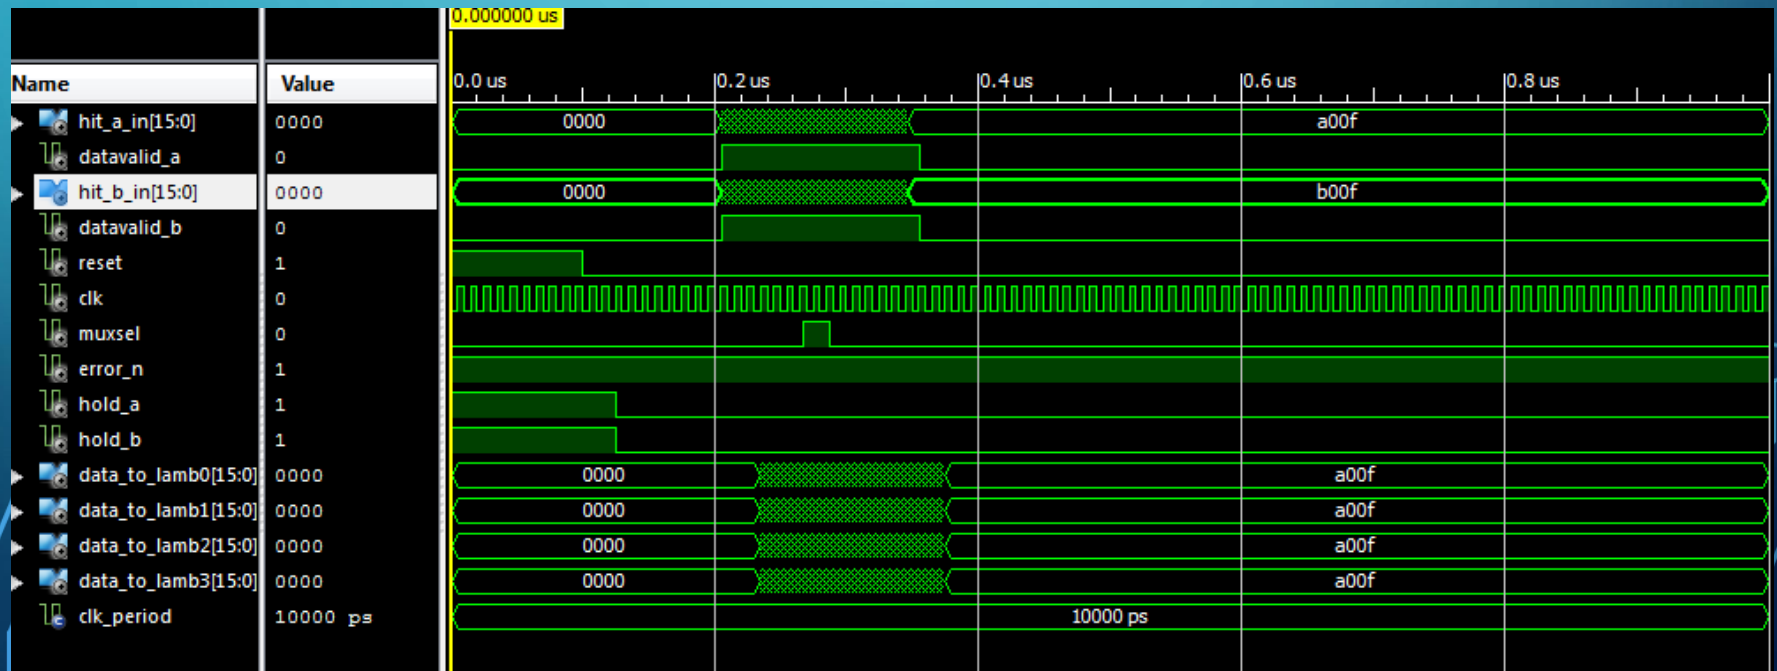 0.000000 us
Name Value 0.0 us 0.2 us 0.4 us 0.6 us 0.8 us
hit_a_in[15:0] 0000 0000 a00f
datavalid_a 0
hit_b_in[15:0] 0000 0000 b00f
datavalid_b 0
reset 1
clk 0
muxsel 0
error_n 1
hold_a 1
hold_b 1
data_to_lamb0[15:0] 0000 0000 a00f
data_to_lamb1[15:0] 0000 0000 a00f
data_to_lamb2[15:0] 0000 0000 a00f
data_to_lamb3[15:0] 0000 0000 a00f
clk_period 10000 ps 10000 ps